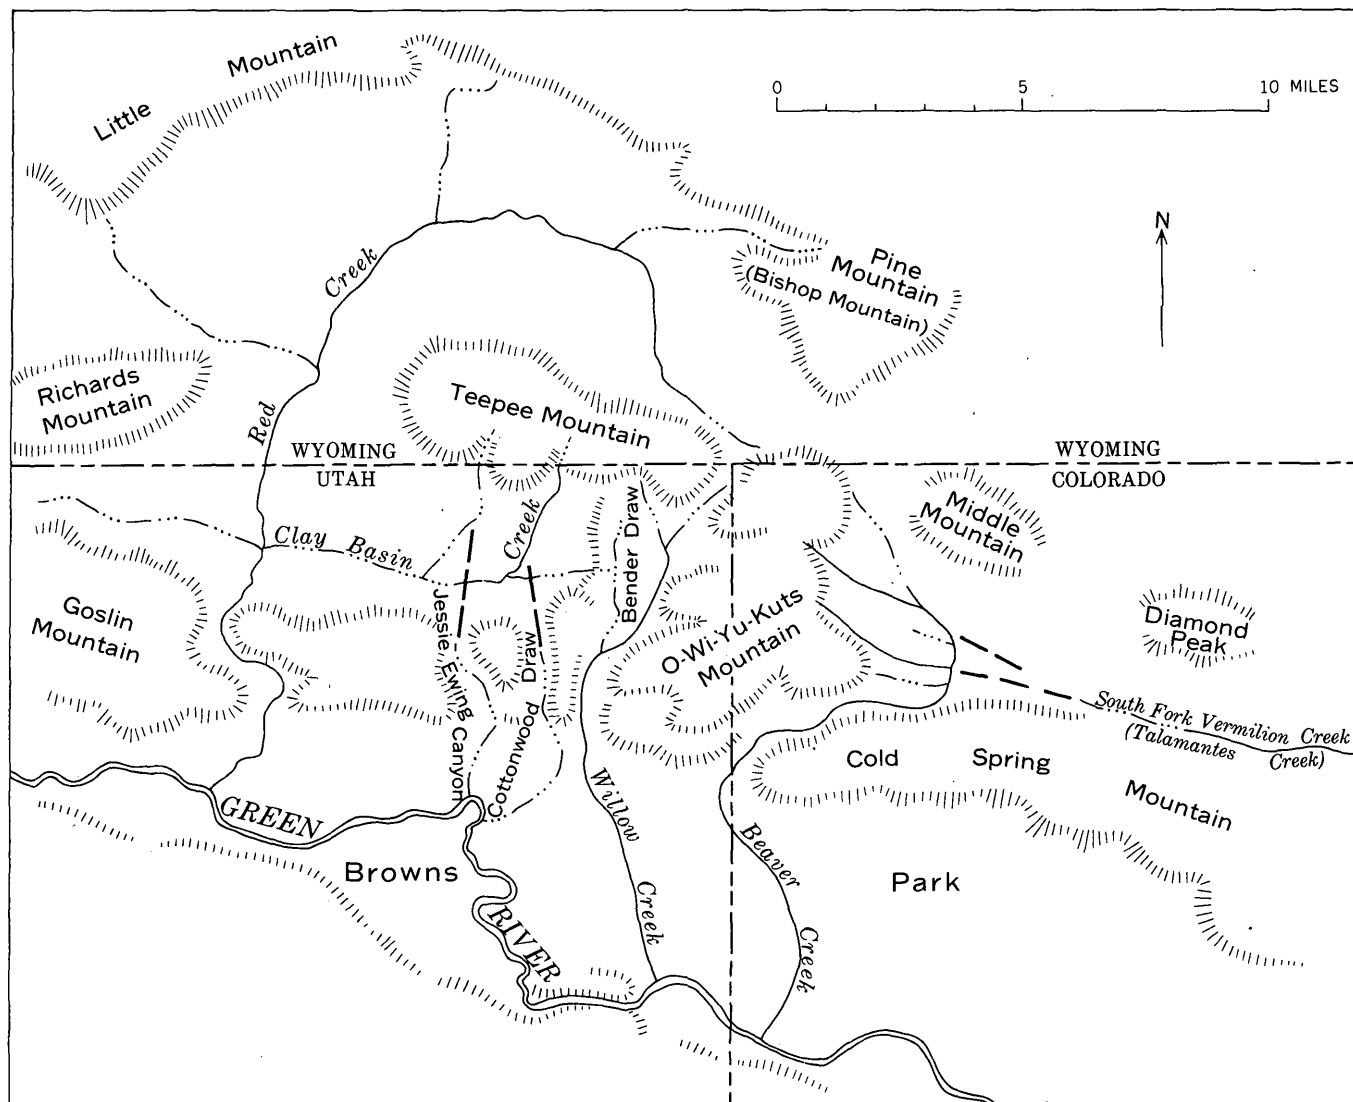 Little Mountain
0 5 10 MILES
N
Pine
Mountain
(Bishop Mountain)
Red Creek
Richards
Mountain
Teepee Mountain
WYOMING
UTAH
WYOMING
COLORADO
Middle
Mountain
Clay Basin Creek
Bender Draw
Goslin
Mountain
Jessie Ewing Canyon
Cottonwood Draw
O-Wi-Yu-Kuts
Mountain
Diamond
Peak
South Fork Vermilion Creek
(Talamantes Creek)
Cold Spring Mountain
Willow Creek
Beaver Creek
GREEN RIVER
Browns Park